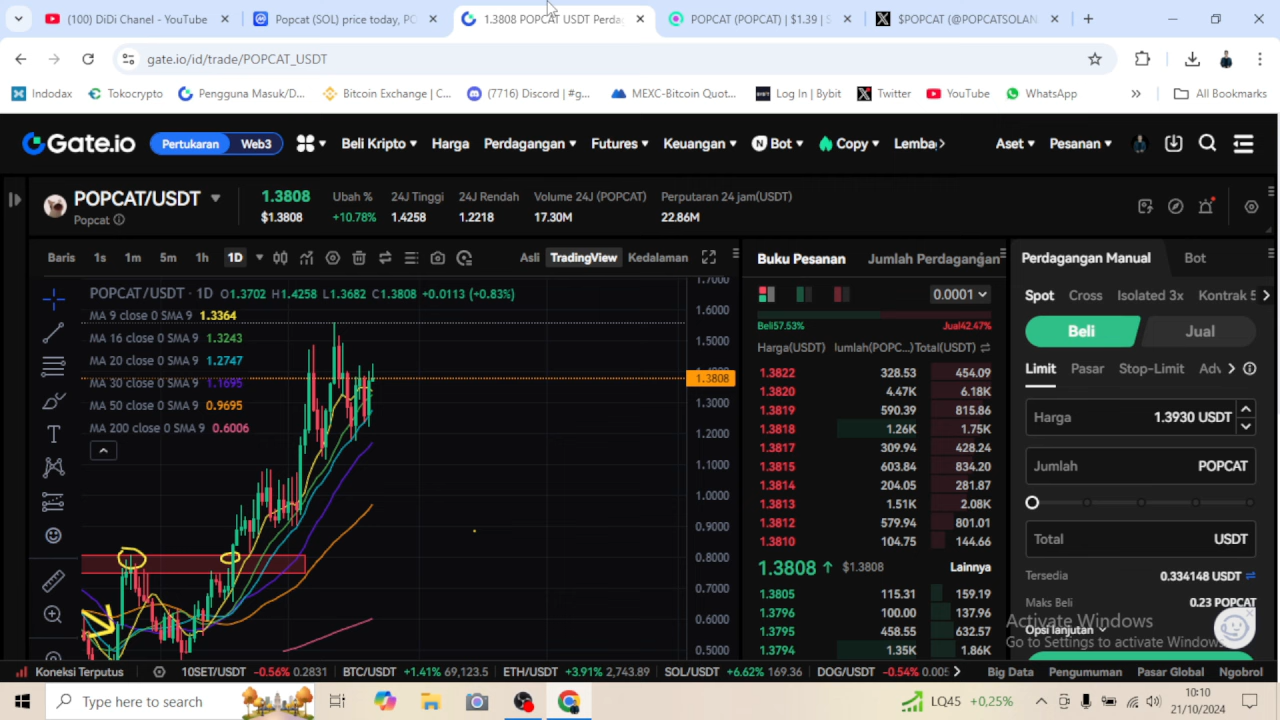 (100) DiDi Chanel - YouTube
Popcat (SOL) price today, PC
1.3808 POPCAT USDT Perda
POPCAT (POPCAT) | $1.39 | S
$POPCAT (@POPCATSOLAN
gate.io/id/trade/POPCAT_USDT
Indodax
Tokocrypto
Pengguna Masuk/D...
Bitcoin Exchange | C...
(7716) Discord | #g...
MEXC-Bitcoin Quot...
Log In | Bybit
Twitter
YouTube
WhatsApp
All Bookmarks
Gate.io
Pertukaran
Web3
Beli Kripto
Harga
Perdagangan
Futures
Keuangan
Bot
Copy
Lemba
Aset
Pesanan
POPCAT/USDT
Popcat
1.3808
$1.3808
Ubah %
+10.78%
24J Tinggi
1.4258
24J Rendah
1.2218
Volume 24J (POPCAT)
17.30M
Perputaran 24 jam(USDT)
22.86M
Baris 1s 1m 5m 1h 1D
Asli TradingView Kedalaman
POPCAT/USDT · 1D O1.3702 H1.4258 L1.3682 C1.3808 +0.0113 (+0.83%)
MA 9 close 0 SMA 9 1.3364
MA 16 close 0 SMA 9 1.3243
MA 20 close 0 SMA 9 1.2747
MA 30 close 0 SMA 9 1.1695
MA 50 close 0 SMA 9 0.9695
MA 200 close 0 SMA 9 0.6006
1.7000
1.6000
1.5000
1.3808
1.3000
1.2000
1.1000
1.0000
0.9000
0.8000
0.7000
0.6000
0.5000
Buku Pesanan
Jumlah Perdagangan
0.0001
Beli57.53%
Jual42.47%
Harga(USDT) Jumlah(POPC...) Total(USDT)
1.3822 328.53 454.09
1.3820 4.47K 6.18K
1.3819 590.39 815.86
1.3818 1.26K 1.75K
1.3817 309.94 428.24
1.3815 603.84 834.20
1.3814 204.05 281.87
1.3813 1.51K 2.08K
1.3812 579.94 801.01
1.3810 104.75 144.66
1.3808 ↑ $1.3808 Lainnya
1.3805 115.31 159.19
1.3796 100.00 137.96
1.3795 458.55 632.57
1.3794 1.35K 1.86K
Perdagangan Manual
Bot
Spot Cross Isolated 3x Kontrak 5
Beli
Jual
Limit Pasar Stop-Limit Adv
Harga 1.3930 USDT
Jumlah POPCAT
Total USDT
Tersedia 0.334148 USDT
Maks Beli 0.23 POPCAT
Opsi lanjutan
Activate Windows
Go to Settings to activate Windows.
Koneksi Terputus
10SET/USDT -0.56% 0.2831
BTC/USDT +1.41% 69,123.5
ETH/USDT +3.91% 2,743.89
SOL/USDT +6.62% 169.36
DOG/USDT -0.54% 0.005
Big Data
Pengumuman
Pasar Global
Ngobrol
Type here to search
LQ45 +0,25%
10:10
21/10/2024